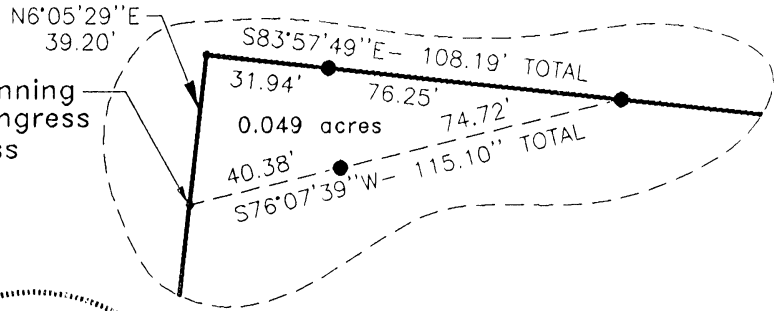 N6°05'29"E
39.20'
S83°57'49"E- 108.19' TOTAL
31.94'
76.25'
nning
ngress
s
0.049 acres
74.72'
40.38'
S76°07'39"W- 115.10" TOTAL